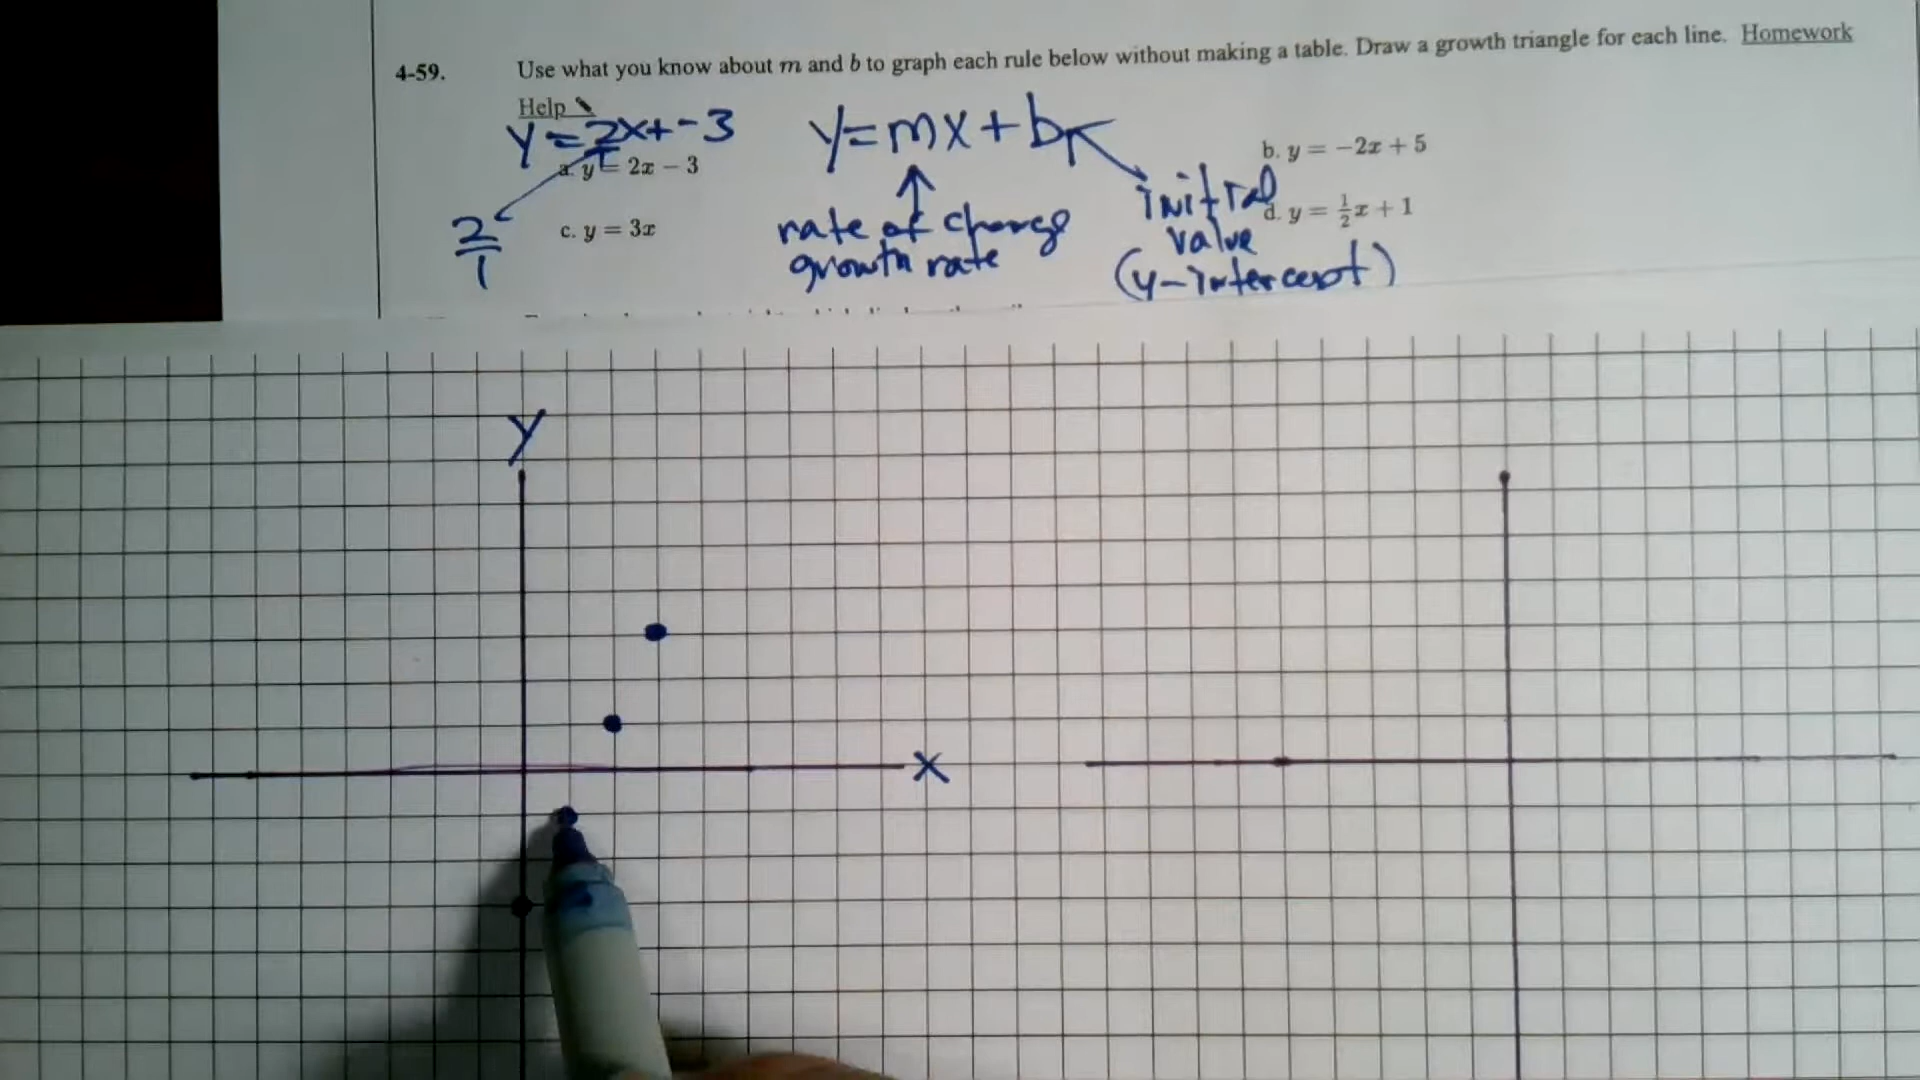 4-59. Use what you know about m and b to graph each rule below without making a table. Draw a growth triangle for each line. Homework
Help
y = 2x+-3
y=mx+b
a. y = 2x − 3
b. y = −2x + 5
2/1
c. y = 3x
rate of change
growth rate
initial
value
(y-intercept)
d. y = 1/2x + 1
Y
X